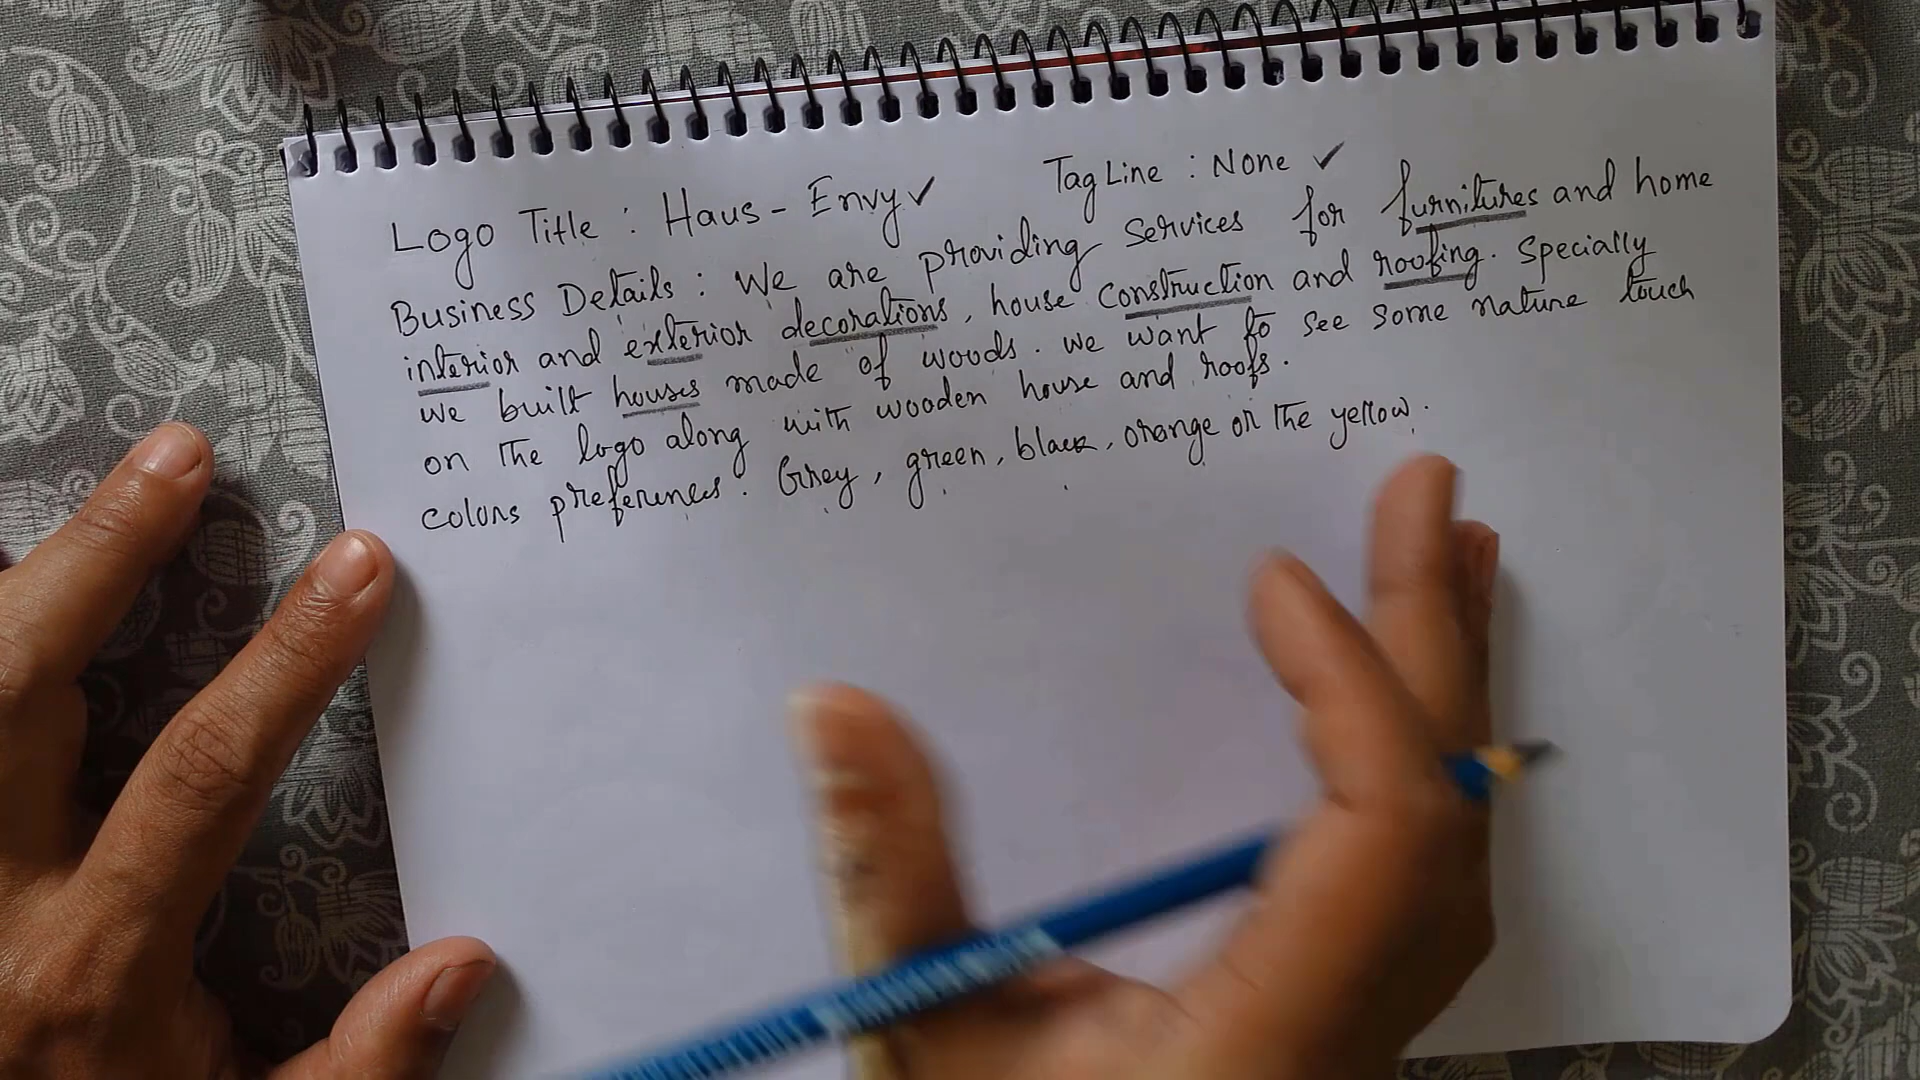 Logo Title : Haus - Envy ✓ Tag Line : None ✓
Business Details : We are providing services for furnitures and home
interior and exterior decorations, house construction and roofing. Specially
we built houses made of woods. we want to see some nature touch
on the logo along with wooden house and roofs.
colors preferences. Grey, green, black, orange or the yellow.